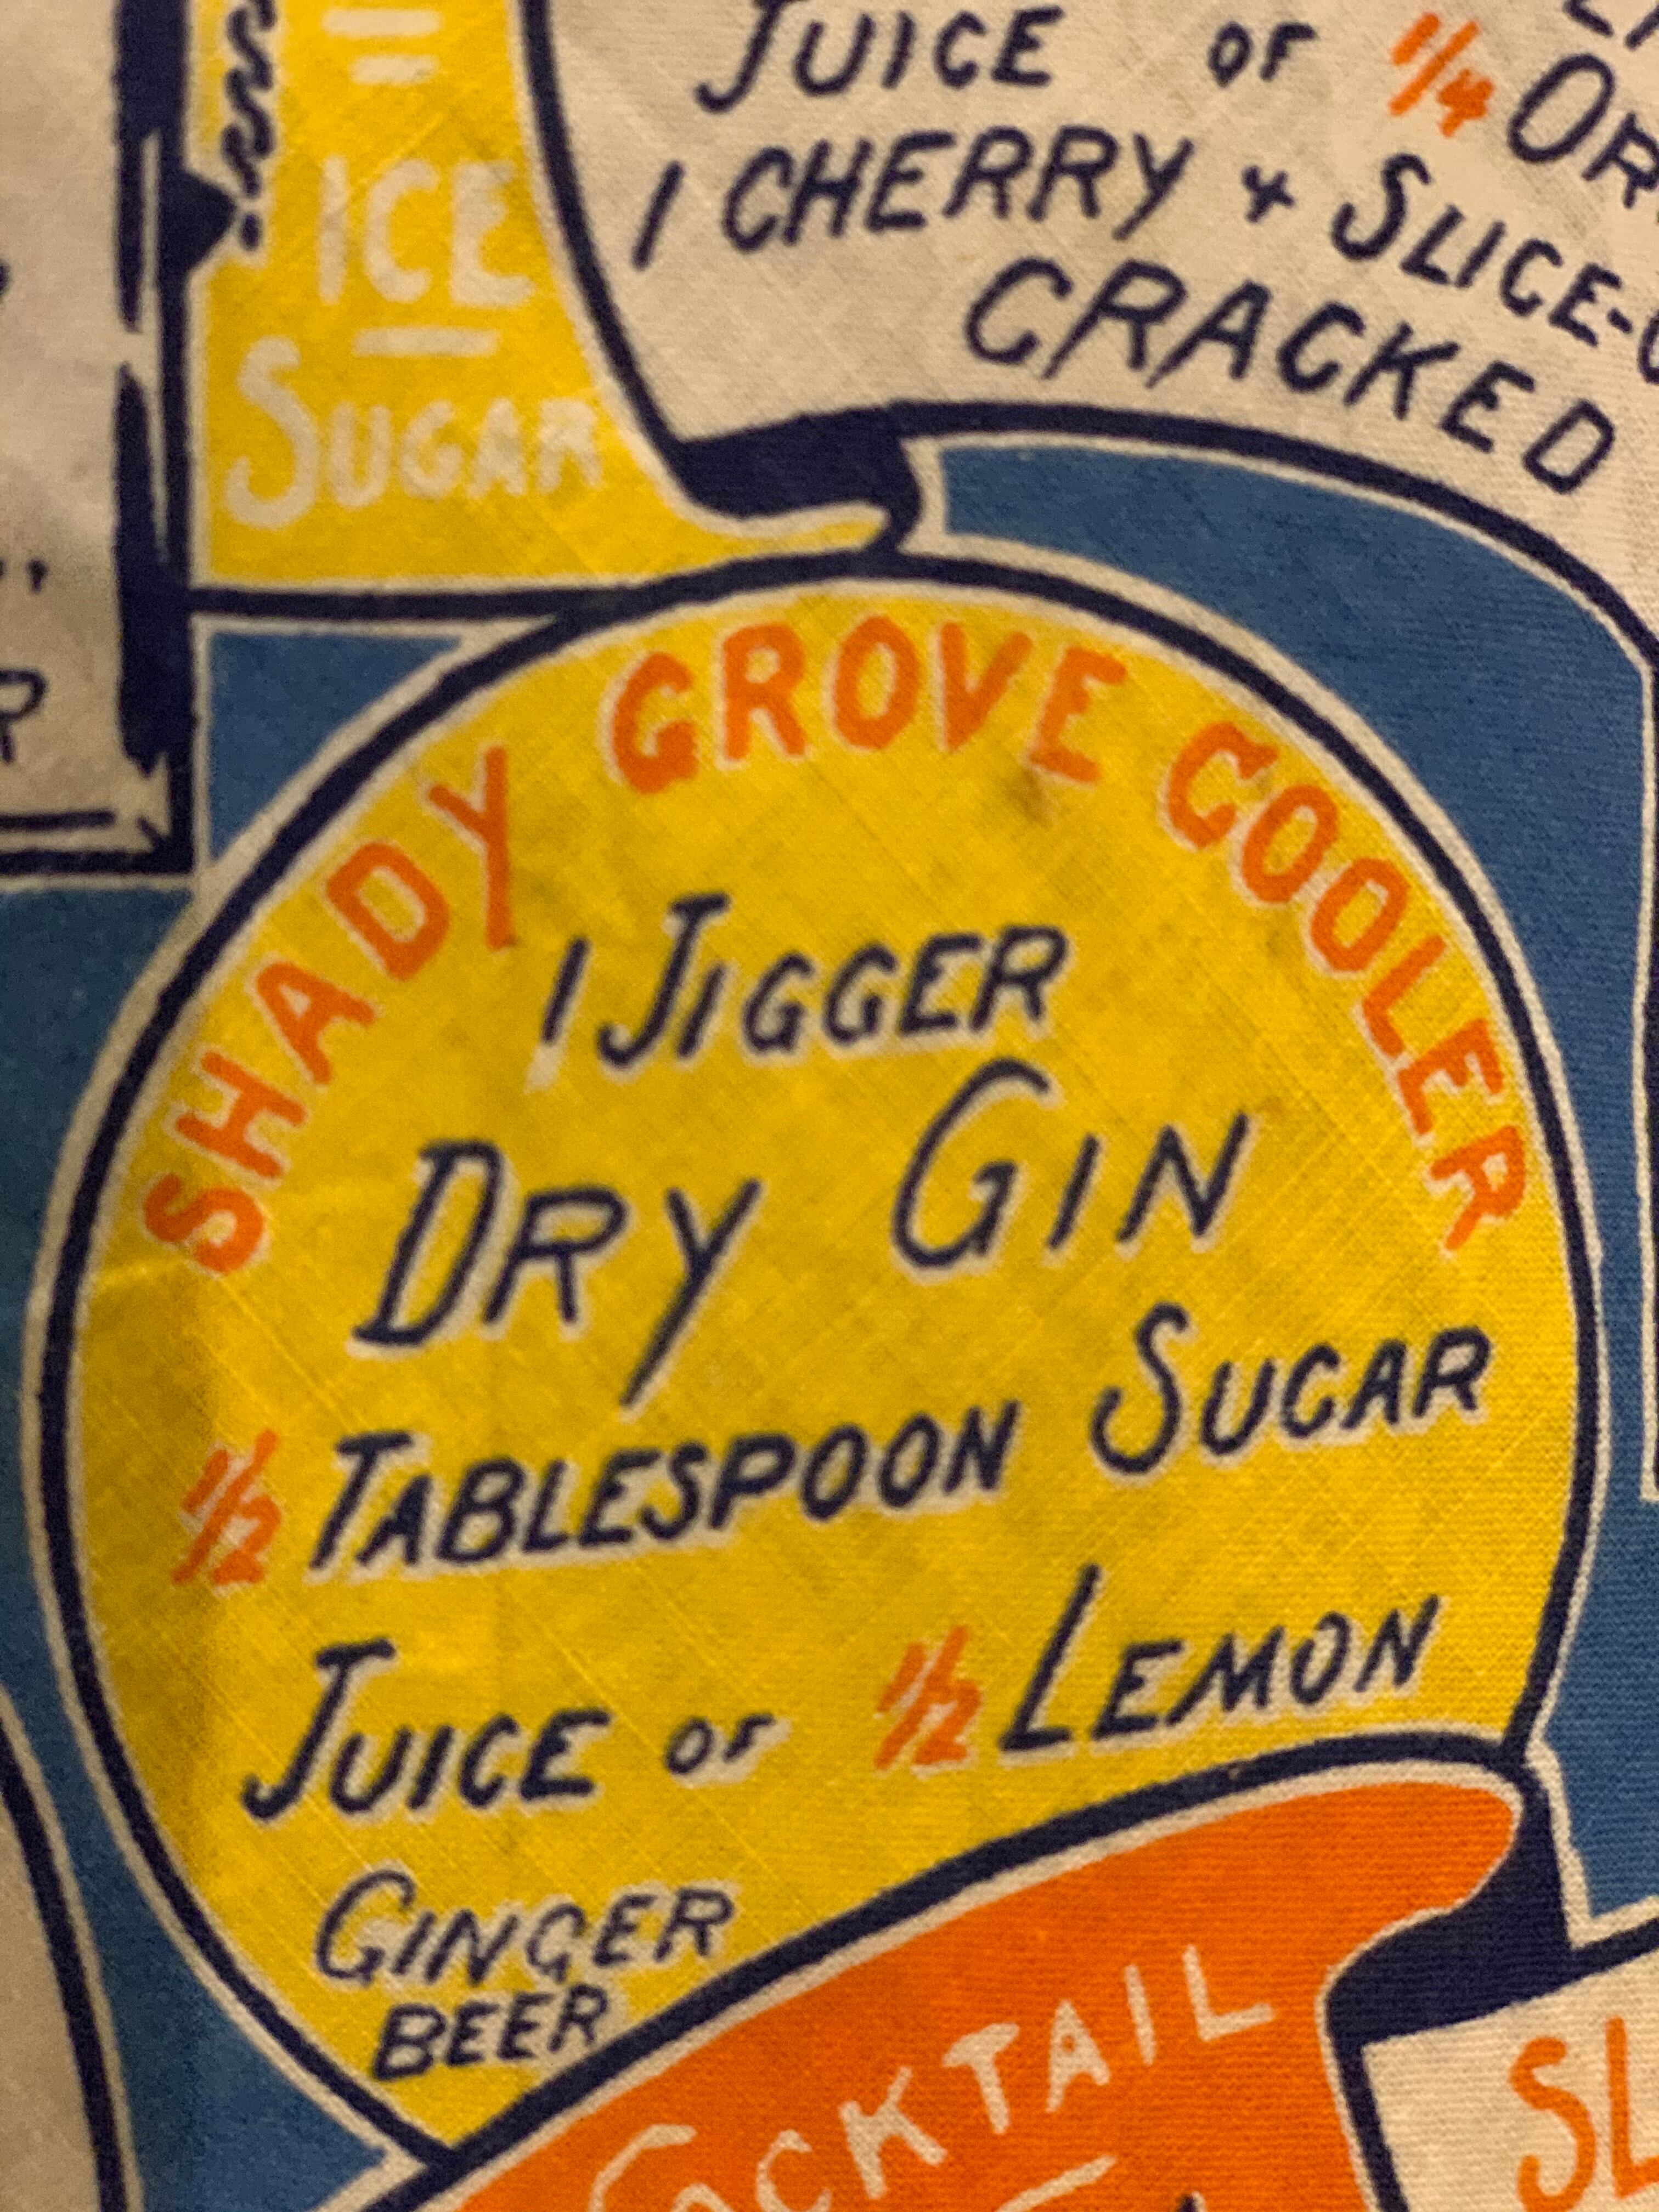 JUICE OF 1/4
1 CHERRY + SLICE-
CRACKED
ICE
SUGAR
SHADY GROVE COOLER
1 JIGGER
DRY GIN
1/2 TABLESPOON SUGAR
JUICE OF 1/2 LEMON
GINGER
BEER
COCKTAIL